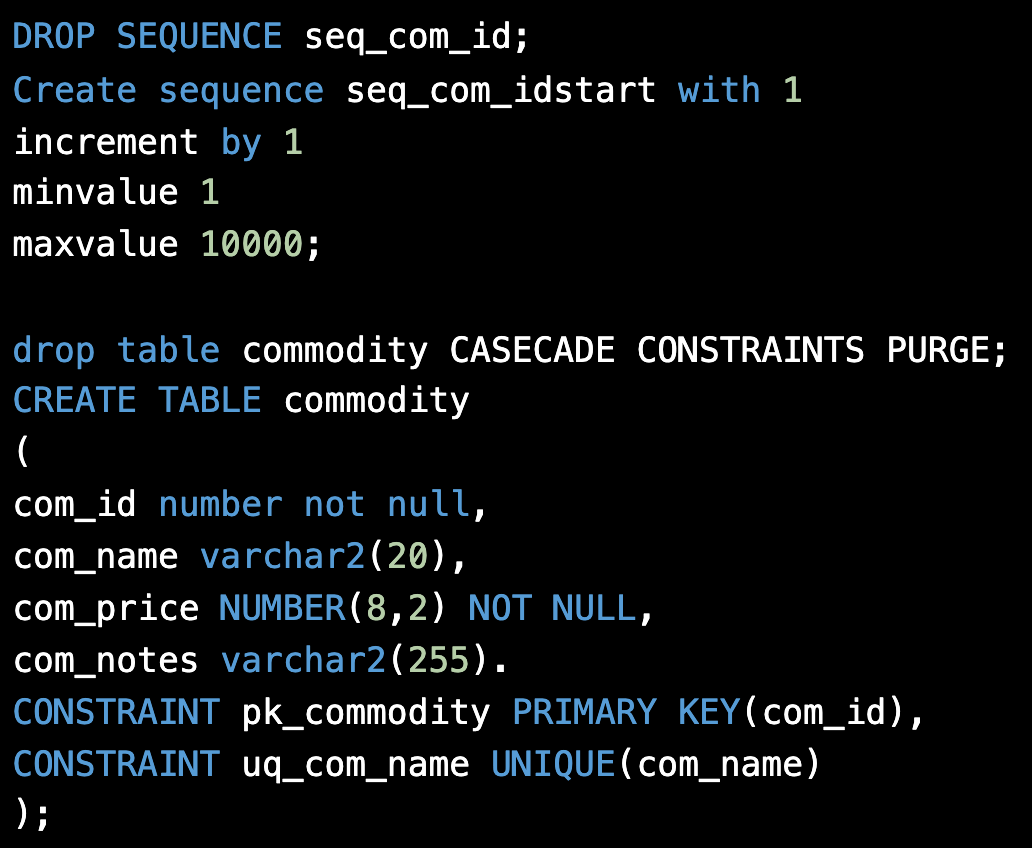 DROP SEQUENCE seq_com_id;
Create sequence seq_com_idstart with 1
increment by 1
minvalue 1
maxvalue 10000;
drop table commodity CASECADE CONSTRAINTS PURGE;
CREATE TABLE commodity
(
com_id number not null,
com_name varchar2(20),
com_price NUMBER(8,2) NOT NULL,
com_notes varchar2(255).
CONSTRAINT pk_commodity PRIMARY KEY(com_id),
CONSTRAINT uq_com_name UNIQUE(com_name)
);